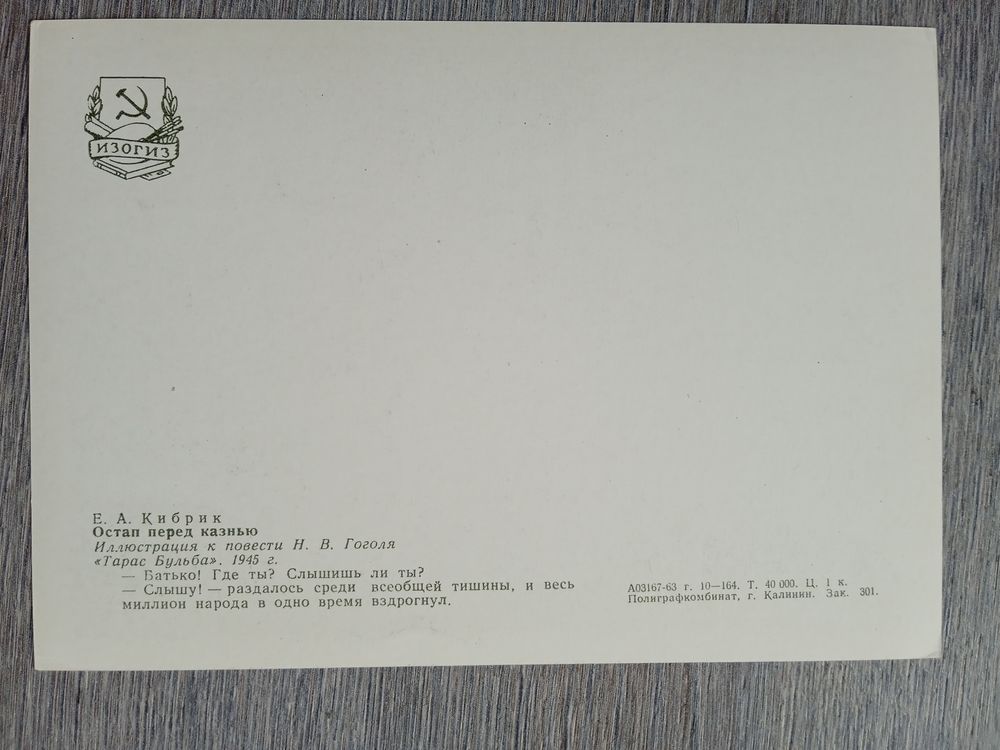 ИЗОГИЗ
Е. А. Кибрик
Остап перед казнью
Иллюстрация к повести Н. В. Гоголя
«Тарас Бульба». 1945 г.
— Батько! Где ты? Слышишь ли ты?
— Слышу! — раздалось среди всеобщей тишины, и весь
миллион народа в одно время вздрогнул.
А03167-63 г. 10—164. Т. 40 000. Ц. 1 к.
Полиграфкомбинат, г. Калинин. Зак. 301.